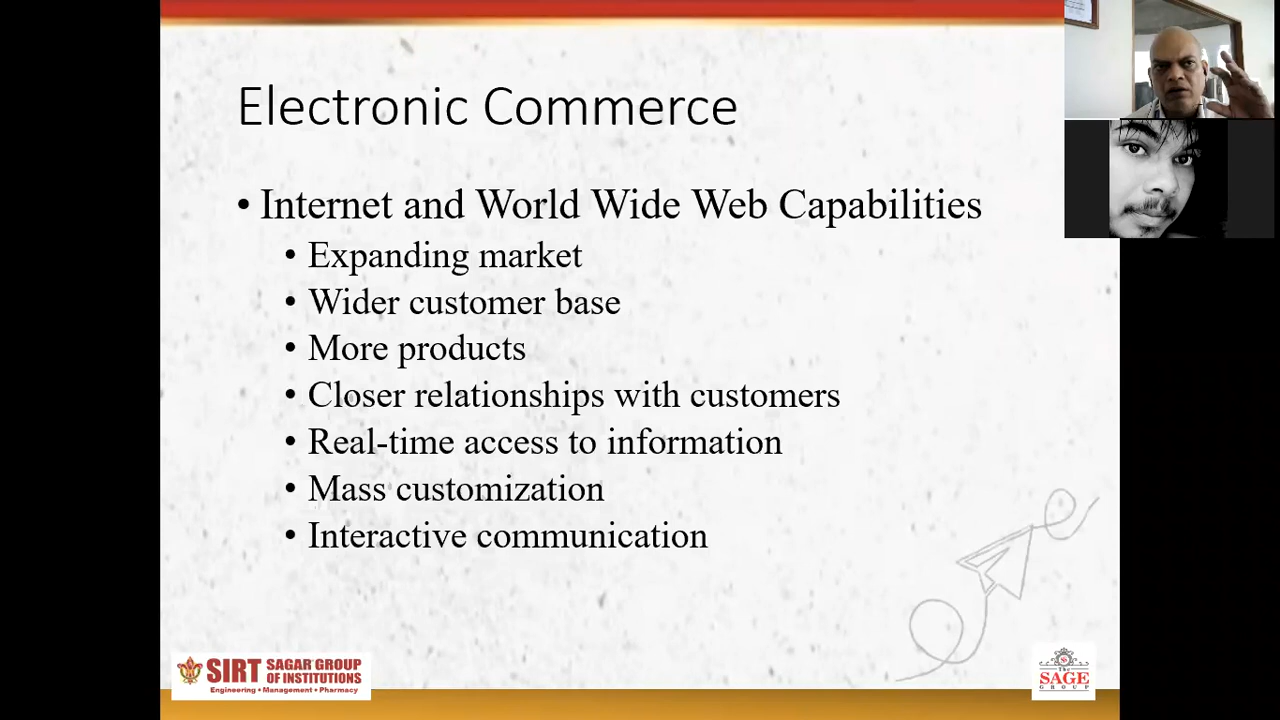 Electronic Commerce
• Internet and World Wide Web Capabilities
• Expanding market
• Wider customer base
• More products
• Closer relationships with customers
• Real-time access to information
• Mass customization
• Interactive communication
SIRT SAGAR GROUP
OF INSTITUTIONS
Engineering • Management • Pharmacy
The
SAGE
GROUP